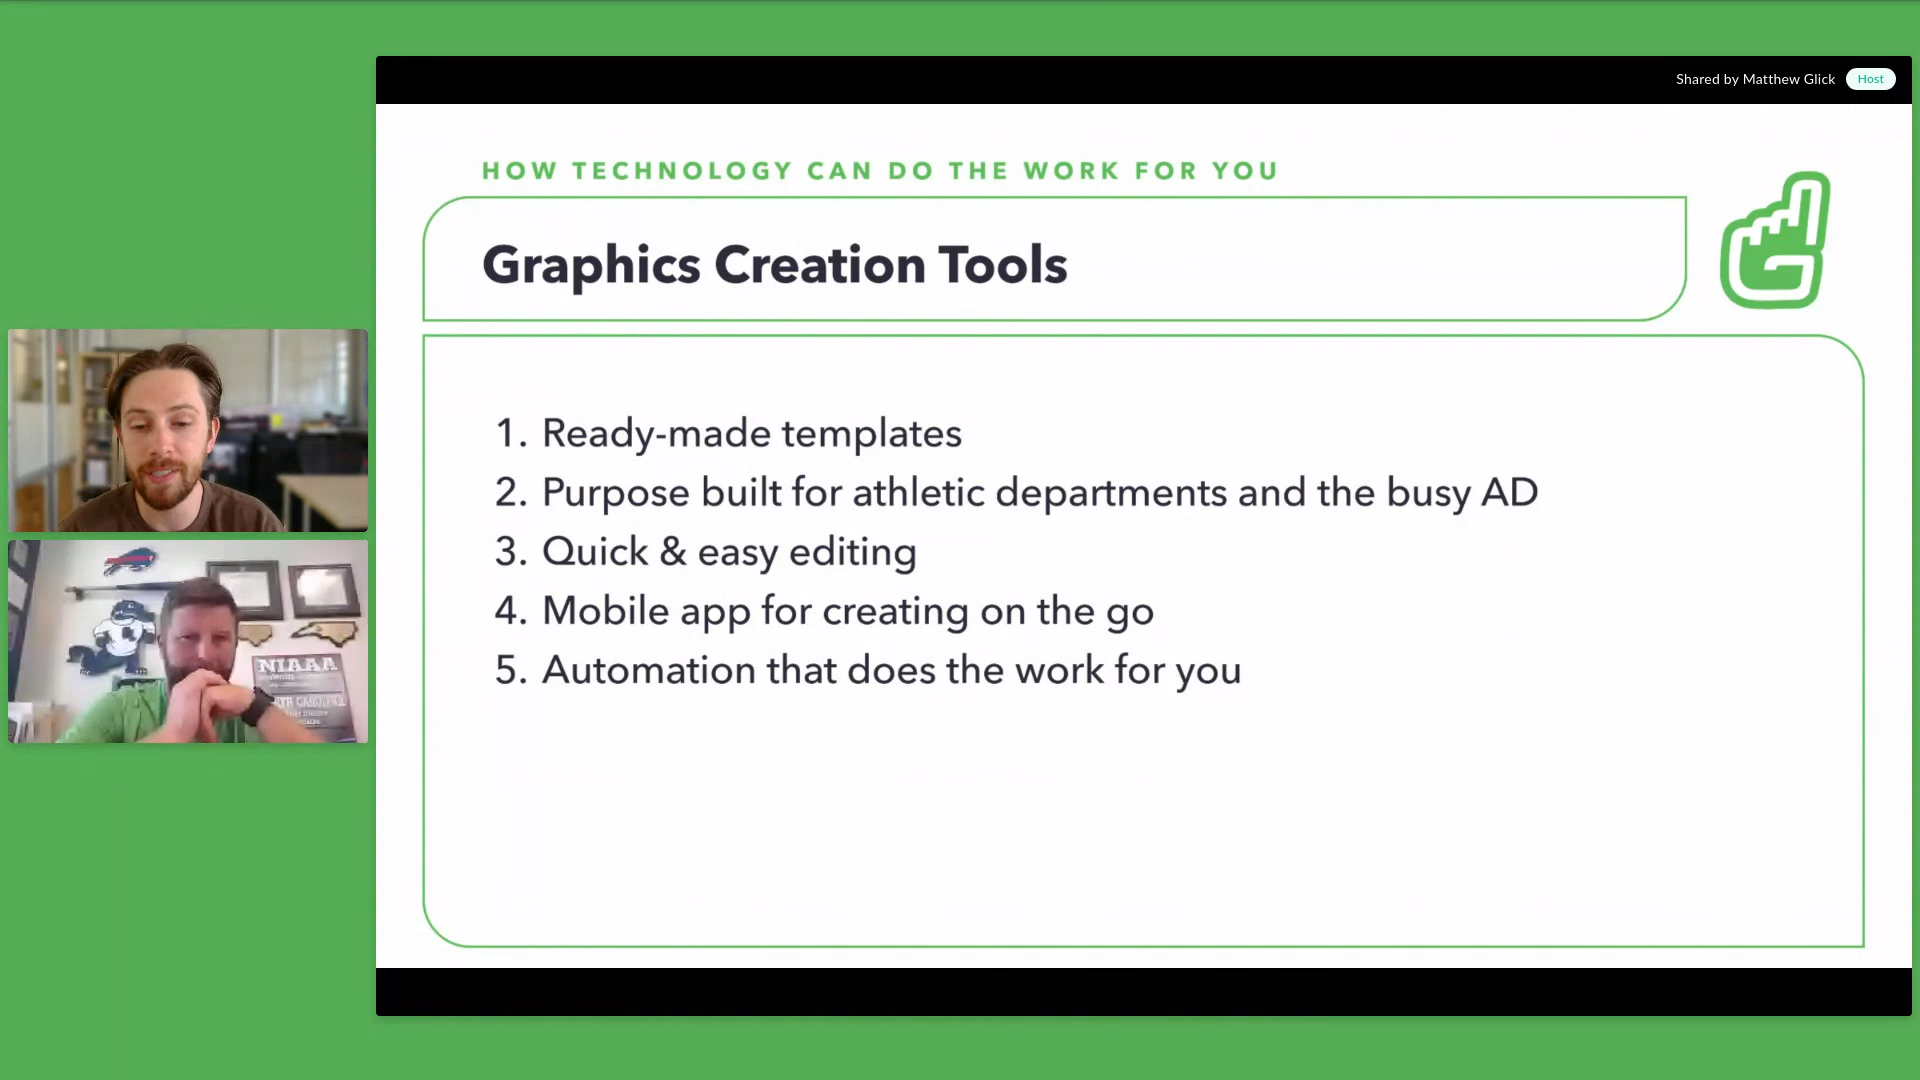 Shared by Matthew Glick Host
HOW TECHNOLOGY CAN DO THE WORK FOR YOU
Graphics Creation Tools
1. Ready-made templates
2. Purpose built for athletic departments and the busy AD
3. Quick & easy editing
4. Mobile app for creating on the go
5. Automation that does the work for you
NIAAA